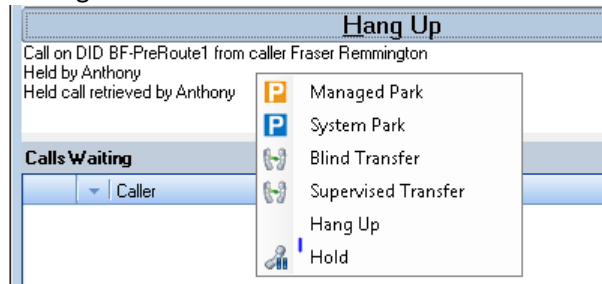 Hang Up
Call on DID BF-PreRoute1 from caller Fraser Remmington
Held by Anthony
Held call retrieved by Anthony
P Managed Park
P System Park
Blind Transfer
Supervised Transfer
Hang Up
Hold
Calls Waiting
Caller